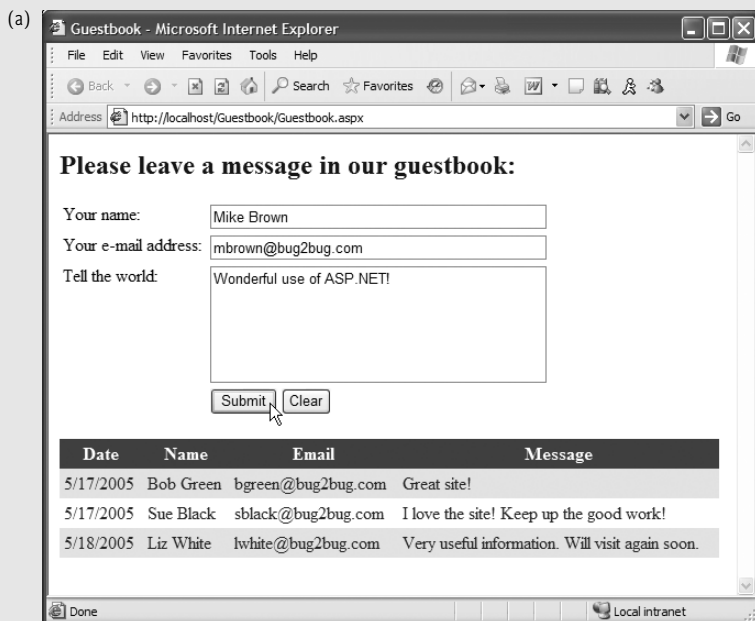 (a)
Guestbook - Microsoft Internet Explorer
File Edit View Favorites Tools Help
Back Search Favorites W
Address http://localhost/Guestbook/Guestbook.aspx Go
Please leave a message in our guestbook:
Your name: Mike Brown
Your e-mail address: mbrown@bug2bug.com
Tell the world: Wonderful use of ASP.NET!
Submit Clear
Date Name Email Message
5/17/2005 Bob Green bgreen@bug2bug.com Great site!
5/17/2005 Sue Black sblack@bug2bug.com I love the site! Keep up the good work!
5/18/2005 Liz White lwhite@bug2bug.com Very useful information. Will visit again soon.
Done Local intranet